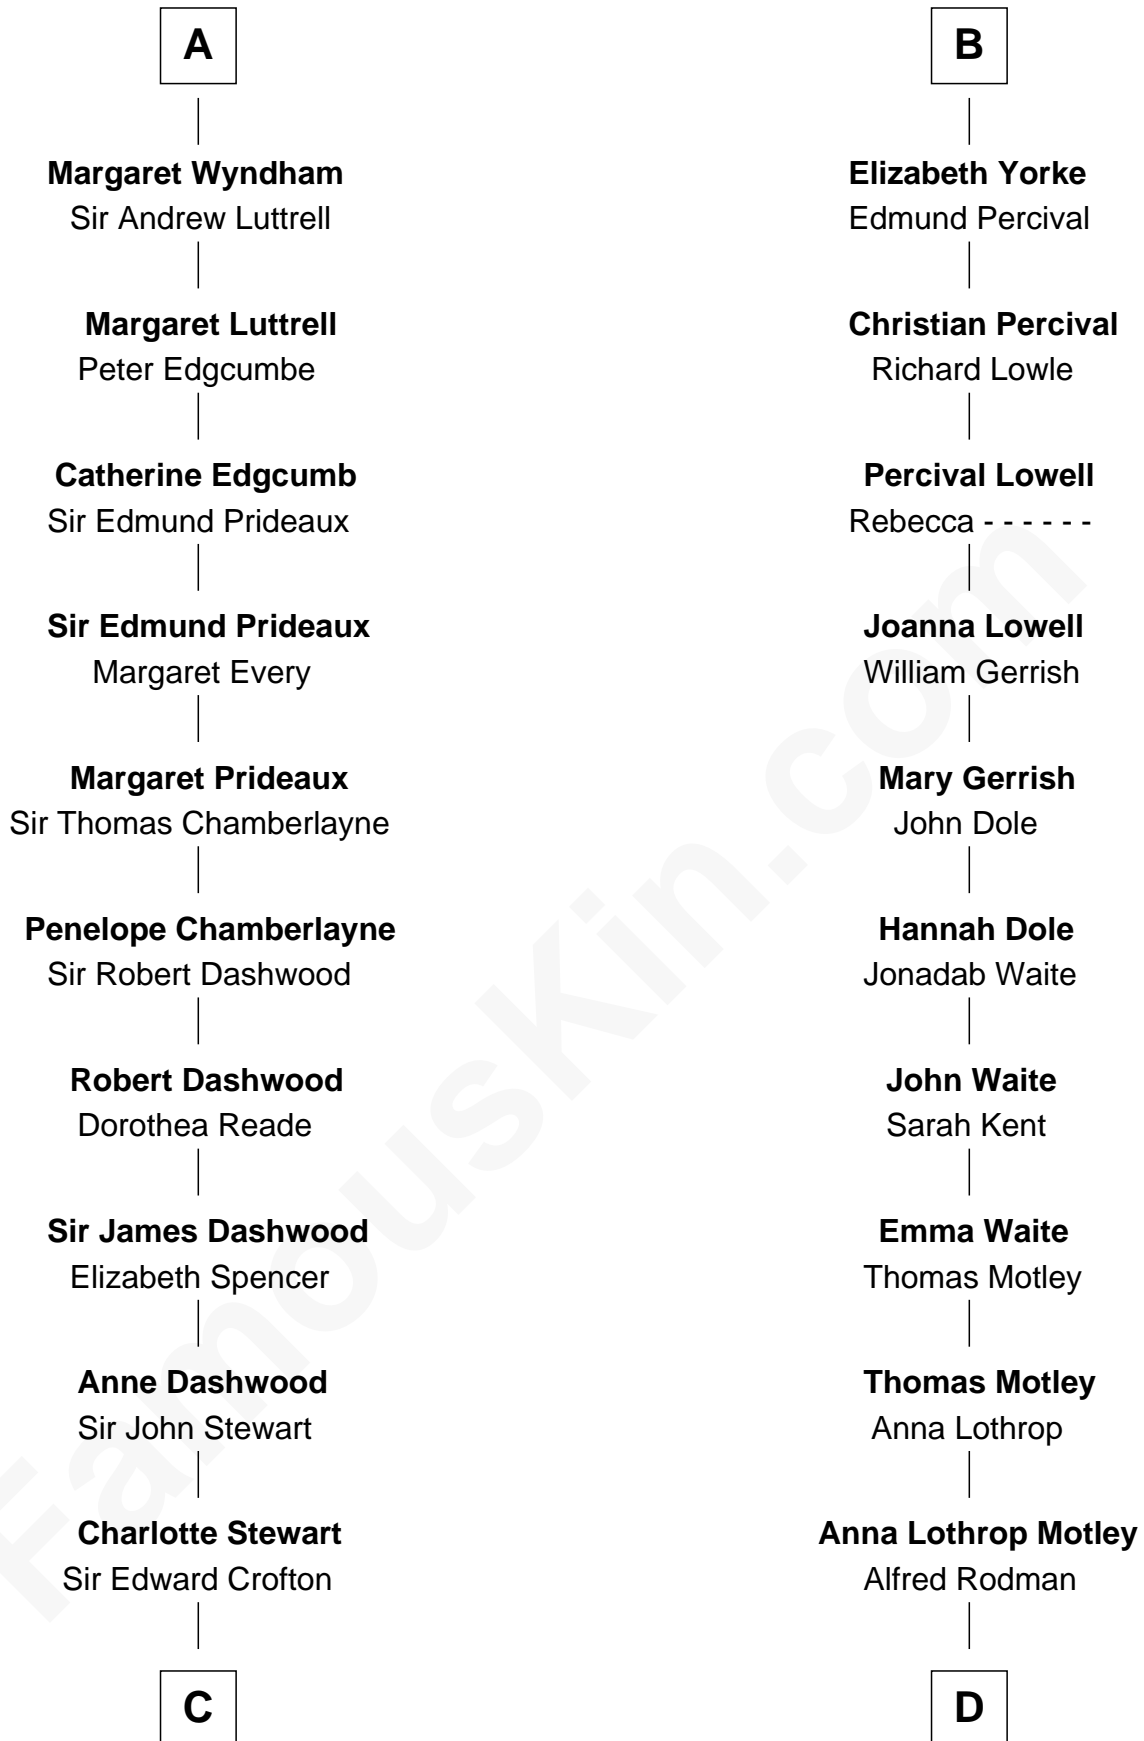 A
Margaret Wyndham
Sir Andrew Luttrell
Margaret Luttrell
Peter Edgcumbe
Catherine Edgcumb
Sir Edmund Prideaux
Sir Edmund Prideaux
Margaret Every
Margaret Prideaux
Sir Thomas Chamberlayne
Penelope Chamberlayne
Sir Robert Dashwood
Robert Dashwood
Dorothea Reade
Sir James Dashwood
Elizabeth Spencer
Anne Dashwood
Sir John Stewart
Charlotte Stewart
Sir Edward Crofton
C
B
Elizabeth Yorke
Edmund Percival
Christian Percival
Richard Lowle
Percival Lowell
Rebecca - - - - - -
Joanna Lowell
William Gerrish
Mary Gerrish
John Dole
Hannah Dole
Jonadab Waite
John Waite
Sarah Kent
Emma Waite
Thomas Motley
Thomas Motley
Anna Lothrop
Anna Lothrop Motley
Alfred Rodman
D
FamousKin.com